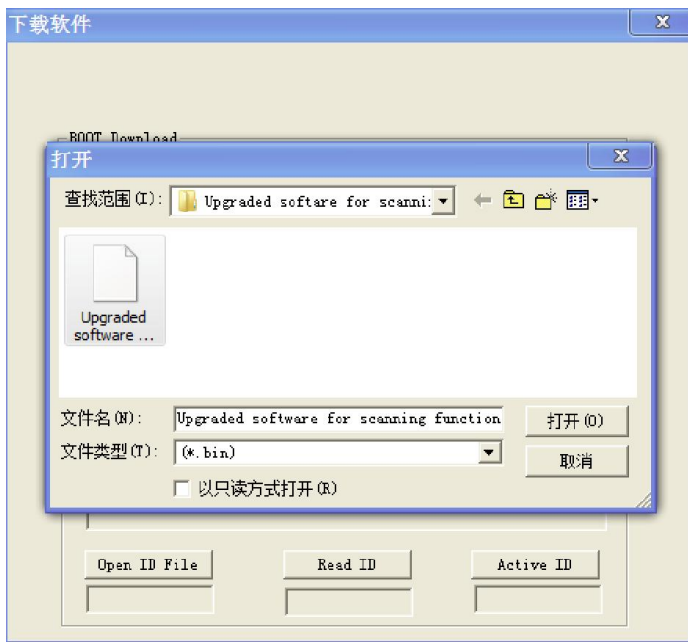 下载软件
BOOT Download
打开
查找范围(I):
Upgraded softare for scanni
Upgraded
software ...
文件名(N):
Upgraded software for scanning function
打开(O)
文件类型(T):
(*.bin)
取消
以只读方式打开(R)
Open ID File
Read ID
Active ID